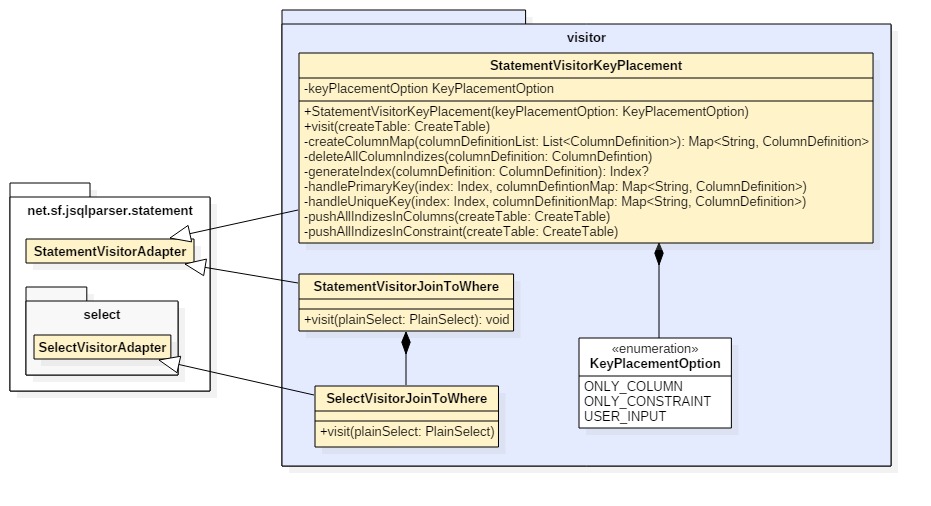 visitor
StatementVisitorKeyPlacement
-keyPlacementOption KeyPlacementOption
+StatementVisitorKeyPlacement(keyPlacementOption: KeyPlacementOption)
+visit(createTable: CreateTable)
-createColumnMap(columnDefinitionList: List<ColumnDefinition>): Map<String, ColumnDefinition>
-deleteAllColumnIndizes(columnDefinition: ColumnDefintion)
-generateIndex(columnDefinition: ColumnDefinition): Index?
-handlePrimaryKey(index: Index, columnDefintionMap: Map<String, ColumnDefinition>)
-handleUniqueKey(index: Index, columnDefinitionMap: Map<String, ColumnDefinition>)
-pushAllIndizesInColumns(createTable: CreateTable)
-pushAllIndizesInConstraint(createTable: CreateTable)
net.sf.jsqlparser.statement
StatementVisitorAdapter
select
SelectVisitorAdapter
StatementVisitorJoinToWhere
+visit(plainSelect: PlainSelect): void
SelectVisitorJoinToWhere
+visit(plainSelect: PlainSelect)
«enumeration»
KeyPlacementOption
ONLY_COLUMN
ONLY_CONSTRAINT
USER_INPUT